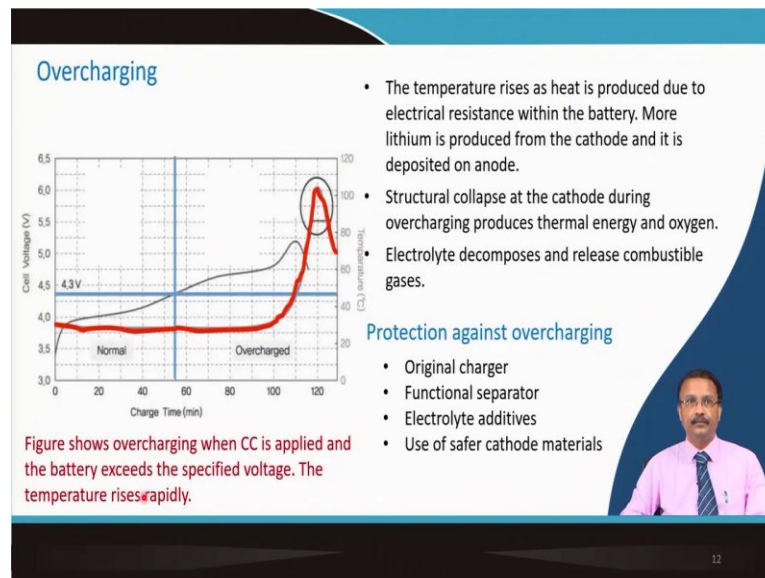 Overcharging
6,5
6,0
5,5
5,0
4,5
4,0
3,5
3,0
Cell Voltage (V)
4,3 V
Normal
Overchanged
120
100
80
60
40
20
0
Temperature (°C)
0 20 40 60 80 100 120
Charge Time (min)
Figure shows overcharging when CC is applied and
the battery exceeds the specified voltage. The
temperature rises rapidly.
• The temperature rises as heat is produced due to
electrical resistance within the battery. More
lithium is produced from the cathode and it is
deposited on anode.
• Structural collapse at the cathode during
overcharging produces thermal energy and oxygen.
• Electrolyte decomposes and release combustible
gases.
Protection against overcharging
• Original charger
• Functional separator
• Electrolyte additives
• Use of safer cathode materials
12